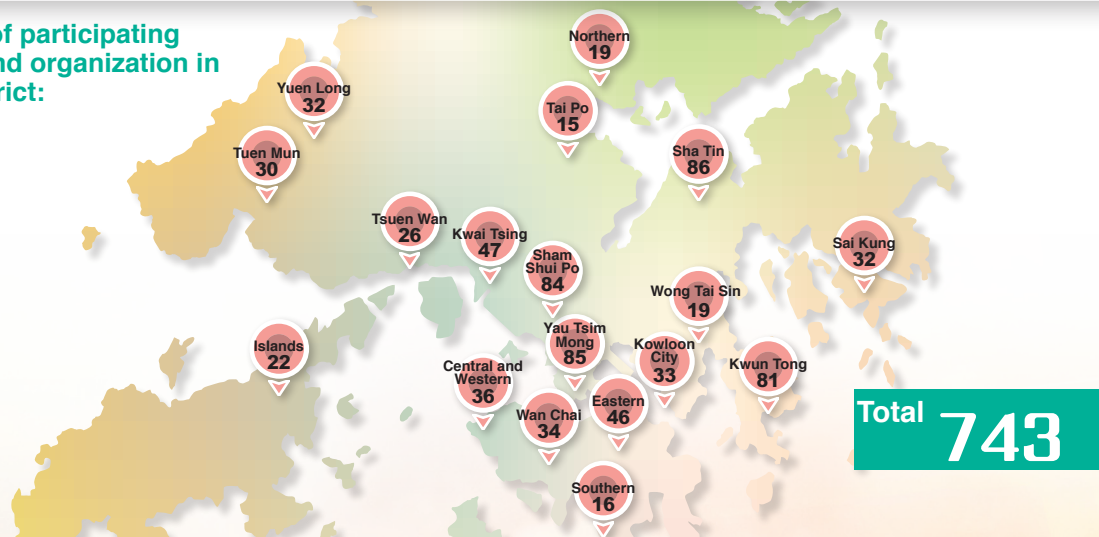 of participating
nd organization in
rict:
Northern
19
Yuen Long
32
Tai Po
15
Tuen Mun
30
Sha Tin
86
Tsuen Wan
26
Kwai Tsing
47
Sham
Shui Po
84
Sai Kung
32
Wong Tai Sin
19
Islands
22
Yau Tsim
Mong
85
Kowloon
City
33
Kwun Tong
81
Central and
Western
36
Wan Chai
34
Eastern
46
Southern
16
Total 743